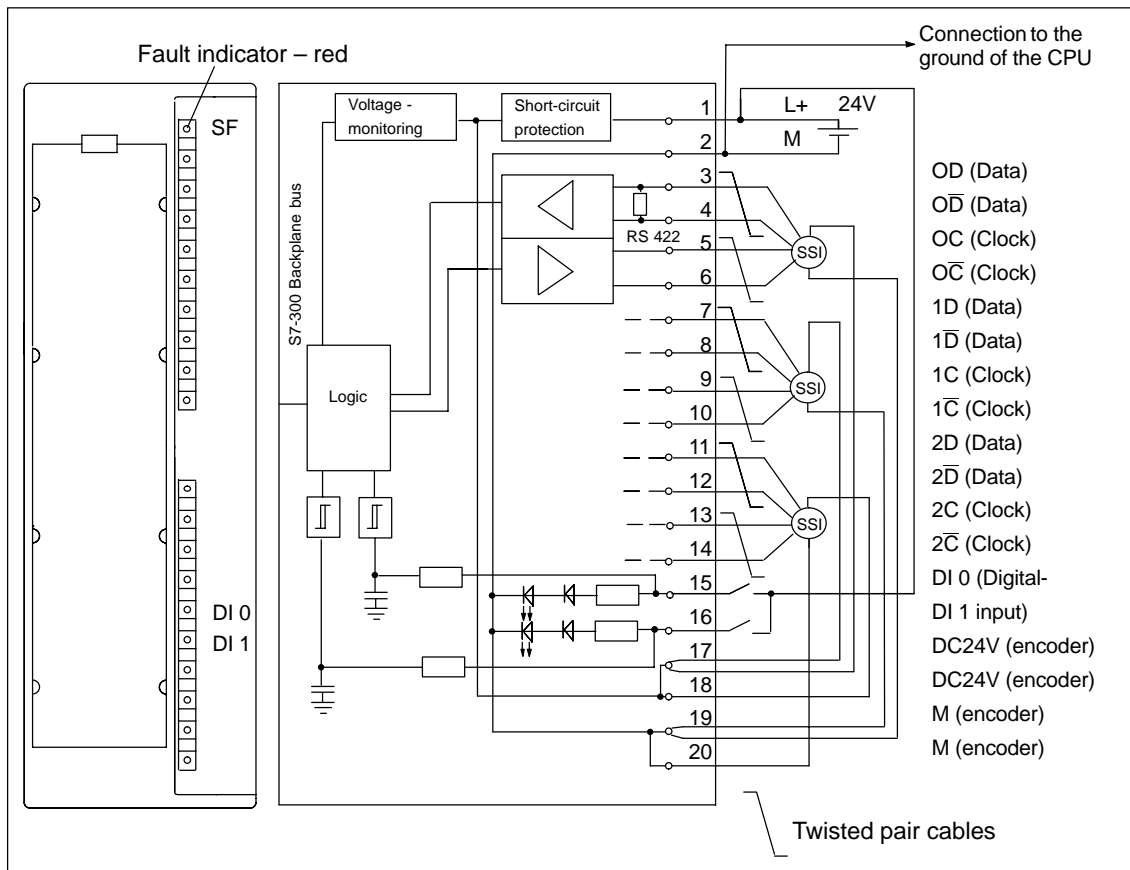 Fault indicator – red
SF
DI 0
DI 1
Connection to the
ground of the CPU
Voltage -
monitoring
Short-circuit
protection
S7-300 Backplane bus
Logic
RS 422
L+
24V
M
SSI
SSI
SSI
1
2
3
4
5
6
7
8
9
10
11
12
13
14
15
16
17
18
19
20
OD (Data)
OD̅ (Data)
OC (Clock)
OC̅ (Clock)
1D (Data)
1D̅ (Data)
1C (Clock)
1C̅ (Clock)
2D (Data)
2D̅ (Data)
2C (Clock)
2C̅ (Clock)
DI 0 (Digital-
DI 1 input)
DC24V (encoder)
DC24V (encoder)
M (encoder)
M (encoder)
Twisted pair cables